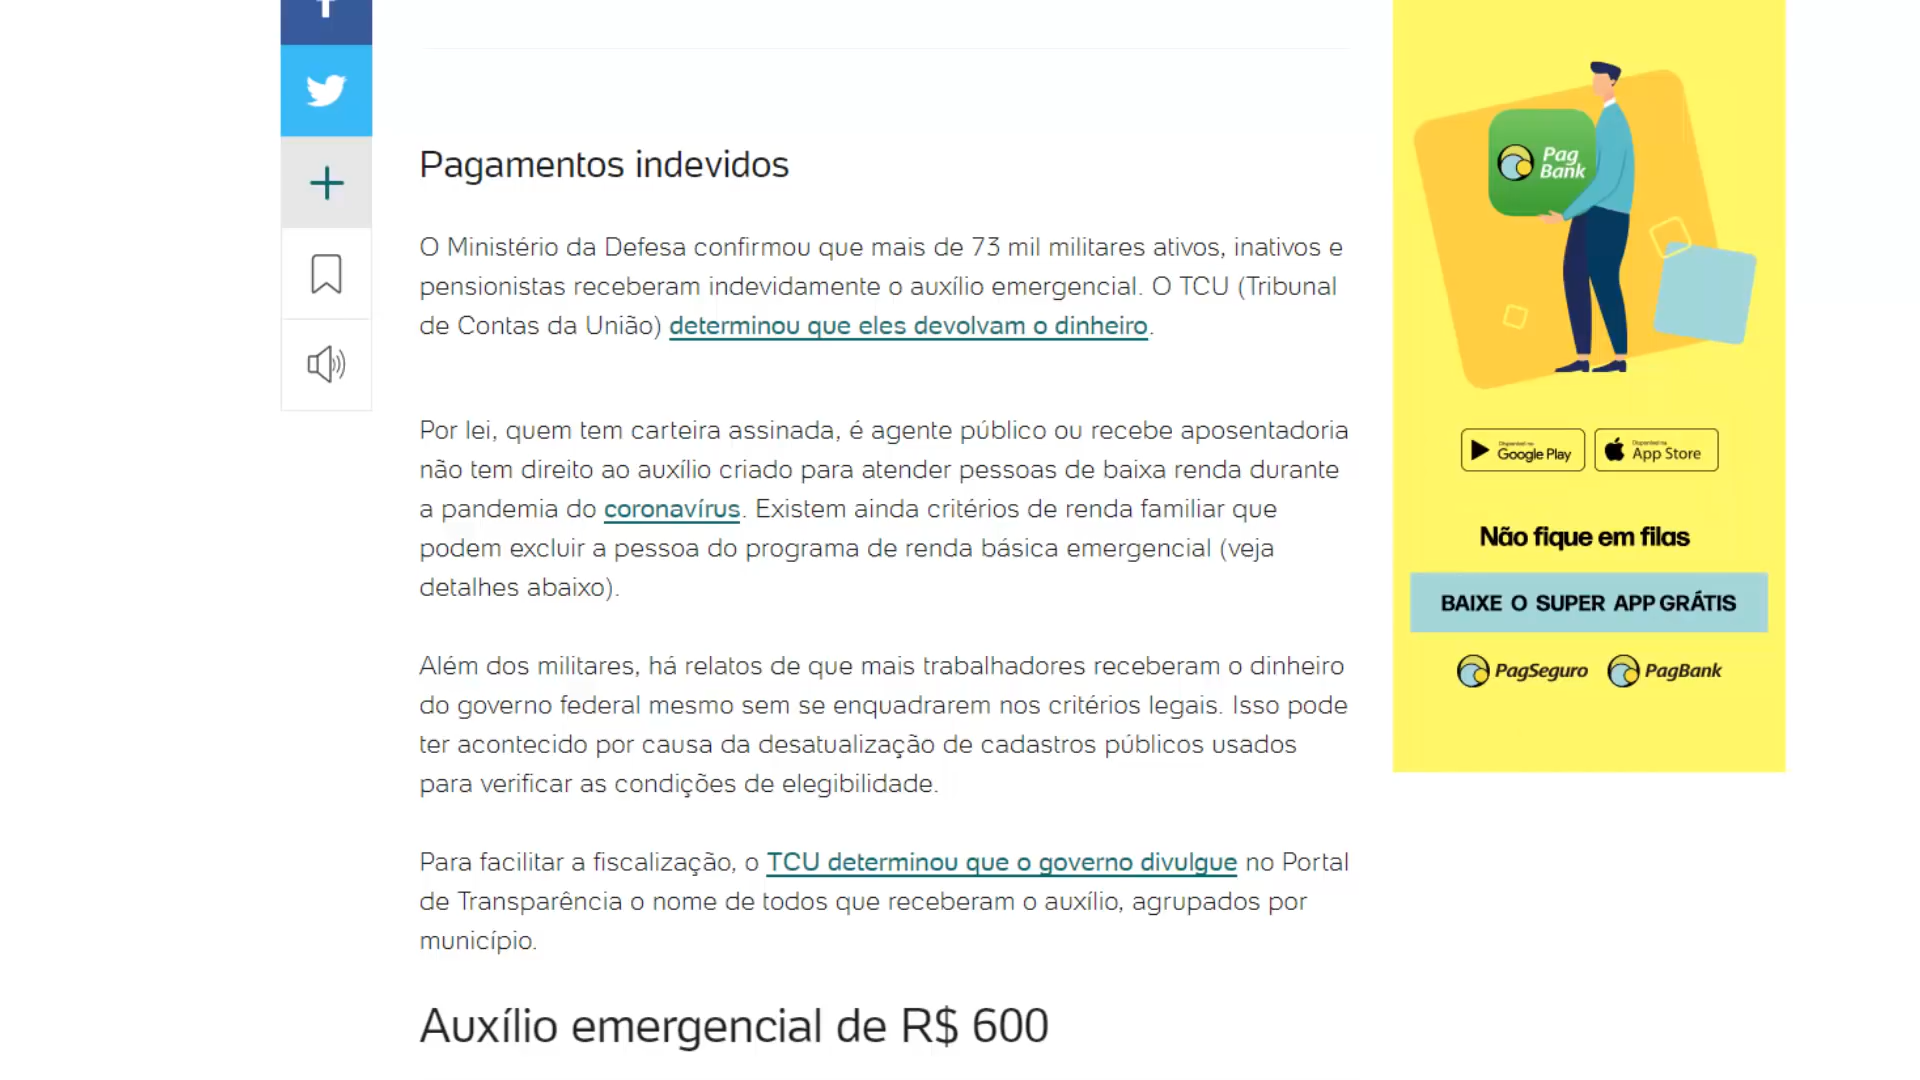 Pagamentos indevidos
O Ministério da Defesa confirmou que mais de 73 mil militares ativos, inativos e
pensionistas receberam indevidamente o auxílio emergencial. O TCU (Tribunal
de Contas da União) determinou que eles devolvam o dinheiro.
Por lei, quem tem carteira assinada, é agente público ou recebe aposentadoria
não tem direito ao auxílio criado para atender pessoas de baixa renda durante
a pandemia do coronavírus. Existem ainda critérios de renda familiar que
podem excluir a pessoa do programa de renda básica emergencial (veja
detalhes abaixo).
Além dos militares, há relatos de que mais trabalhadores receberam o dinheiro
do governo federal mesmo sem se enquadrarem nos critérios legais. Isso pode
ter acontecido por causa da desatualização de cadastros públicos usados
para verificar as condições de elegibilidade.
Para facilitar a fiscalização, o TCU determinou que o governo divulgue no Portal
de Transparência o nome de todos que receberam o auxílio, agrupados por
município.
Auxílio emergencial de R$ 600
Pag
Bank
Disponível no
Google Play
Disponível na
App Store
Não fique em filas
BAIXE O SUPER APP GRÁTIS
PagSeguro
PagBank